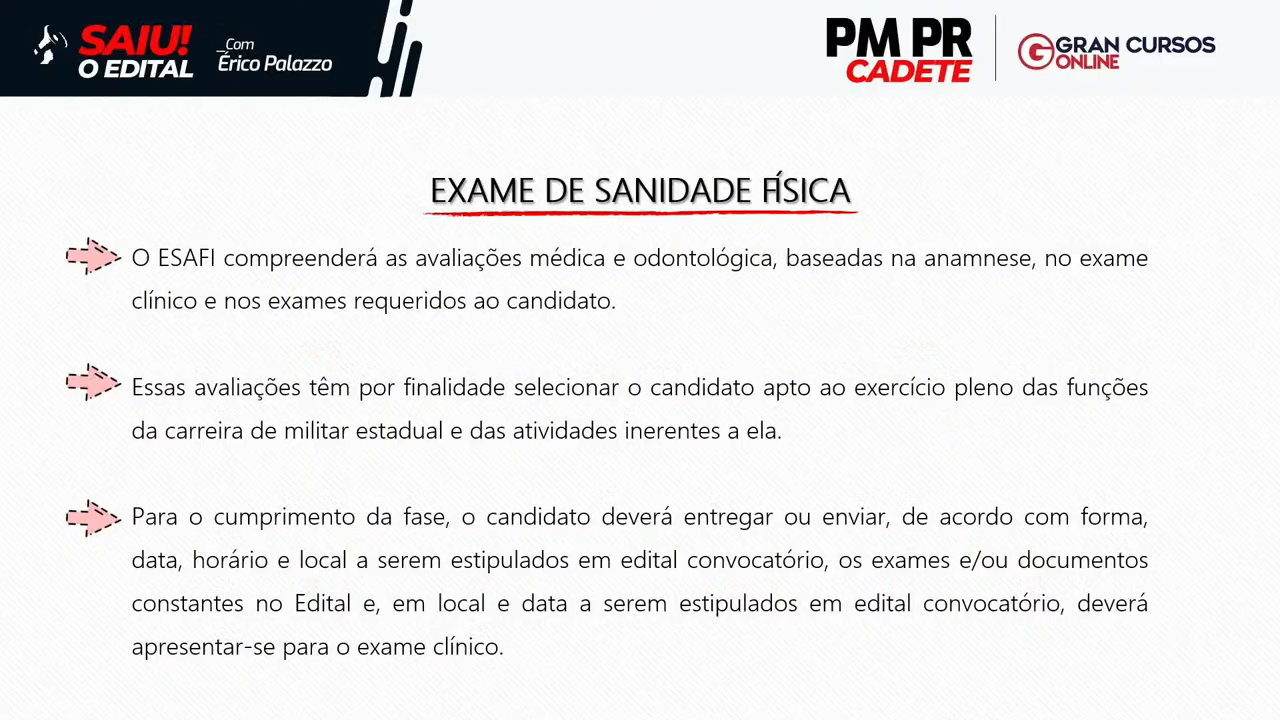 SAIU!
O EDITAL
_Com
Érico Palazzo
PM PR
CADETE
GRAN CURSOS
ONLINE
EXAME DE SANIDADE FÍSICA
O ESAFI compreenderá as avaliações médica e odontológica, baseadas na anamnese, no exame
clínico e nos exames requeridos ao candidato.
Essas avaliações têm por finalidade selecionar o candidato apto ao exercício pleno das funções
da carreira de militar estadual e das atividades inerentes a ela.
Para o cumprimento da fase, o candidato deverá entregar ou enviar, de acordo com forma,
data, horário e local a serem estipulados em edital convocatório, os exames e/ou documentos
constantes no Edital e, em local e data a serem estipulados em edital convocatório, deverá
apresentar-se para o exame clínico.